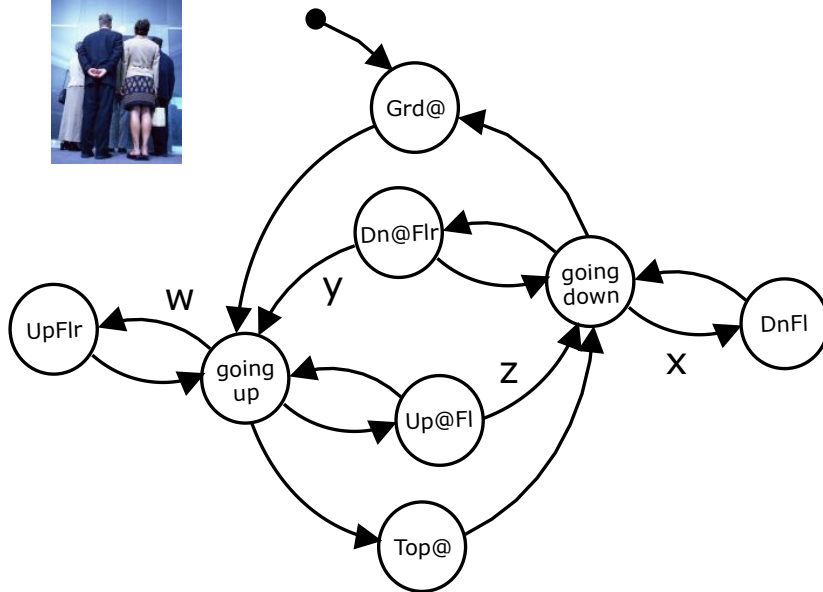 Grd@
Dn@Flr
going
down
y
w
UpFlr
DnFl
x
going
up
z
Up@Fl
Top@